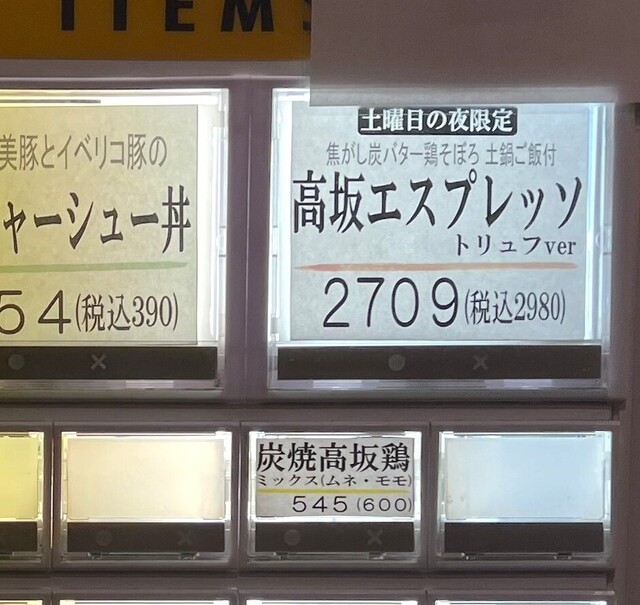 ITEMS
美豚とイベリコ豚の
ャーシュー丼
54(税込390)
土曜日の夜限定
焦がし炭バター鶏そぼろ 土鍋ご飯付
高坂エスプレッソ
トリュフver
2709(税込2980)
炭焼高坂鶏
ミックス(ムネ・モモ)
545(600)